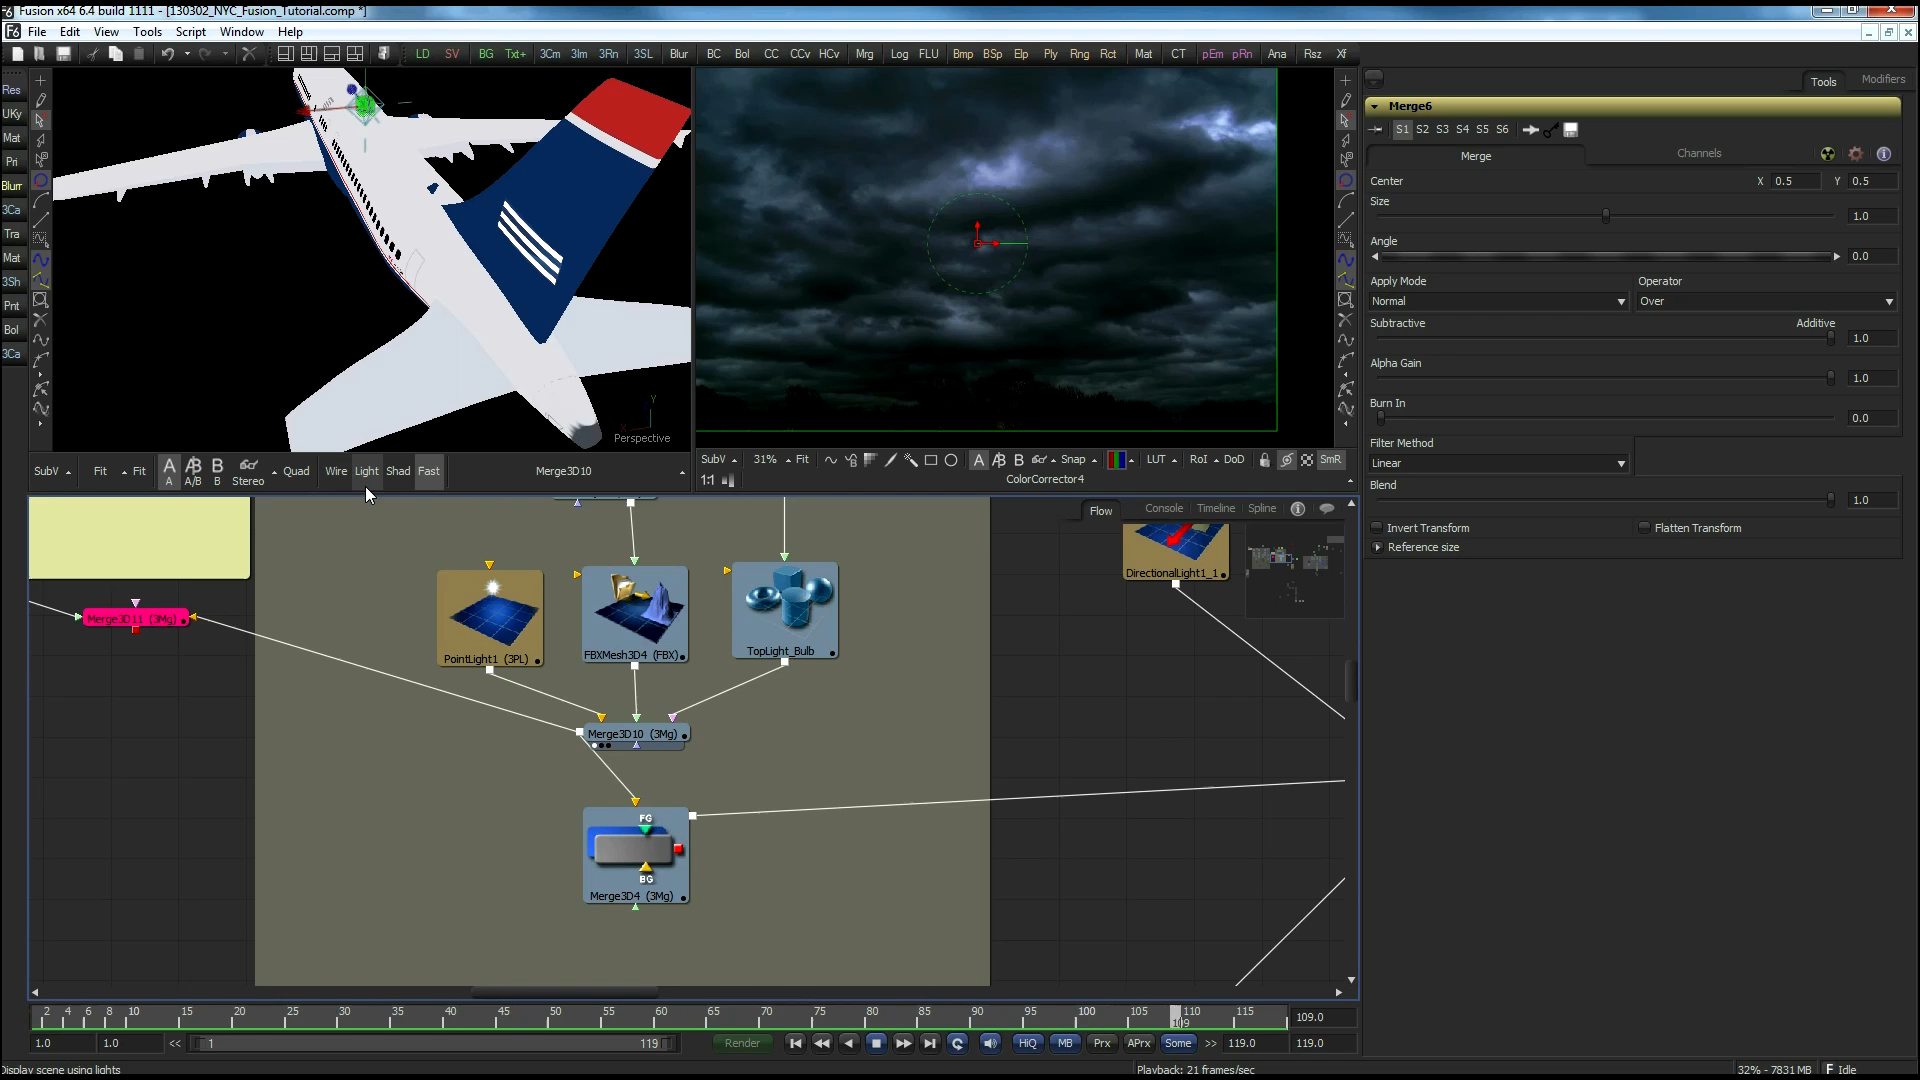 Fusion x64 6.4 build 1111 - [130302_NYC_Fusion_Tutorial.comp *]
File Edit View Tools Script Window Help
LD SV BG Txt+ 3Cm 3Im 3Rn 3SL Blur BC Bol CC CCv HCv Mrg Log FLU Bmp BSp Elp Ply Rng Rct Mat CT pEm pRn Ana Rsz Xf
Res
UKy
Mat
Pri
Blurr
3Ca
Tra
Mat
3Sh
Pnt
Bol
3Ca
Y
X
Perspective
SubV Fit Fit A A A/B A/B B B Stereo Quad Wire Light Shad Fast Merge3D10
SubV 31% Fit A A/B B Snap LUT RoI DoD SmR
1:1 ColorCorrector4
Tools Modifiers
Merge6
S1 S2 S3 S4 S5 S6
Merge Channels
Center X 0.5 Y 0.5
Size
1.0
Angle
0.0
Apply Mode Operator
Normal Over
Subtractive Additive
1.0
Alpha Gain
1.0
Burn In
0.0
Filter Method
Linear
Blend
1.0
Invert Transform Flatten Transform
Reference size
Flow Console Timeline Spline
DirectionalLight1_1
Merge3D11 (3Mg)
PointLight1 (3PL)
FBXMesh3D4 (FBX)
TopLight_Bulb
Merge3D10 (3Mg)
FG
BG
Merge3D4 (3Mg)
2 4 6 8 10 15 20 25 30 35 40 45 50 55 60 65 70 75 80 85 90 95 100 105 110 115
109
109.0
1.0 1.0 << 1 119 Render HiQ MB Prx APrx Some >> 119.0 119.0
Display scene using lights
Playback: 21 frames/sec
32% - 7831 MB
F Idle